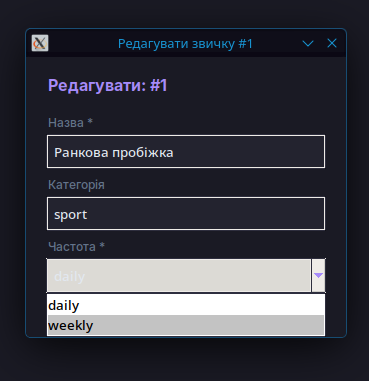 Редагувати звичку #1
Редагувати: #1
Назва *
Ранкова пробіжка
Категорія
sport
Частота *
daily
daily
weekly